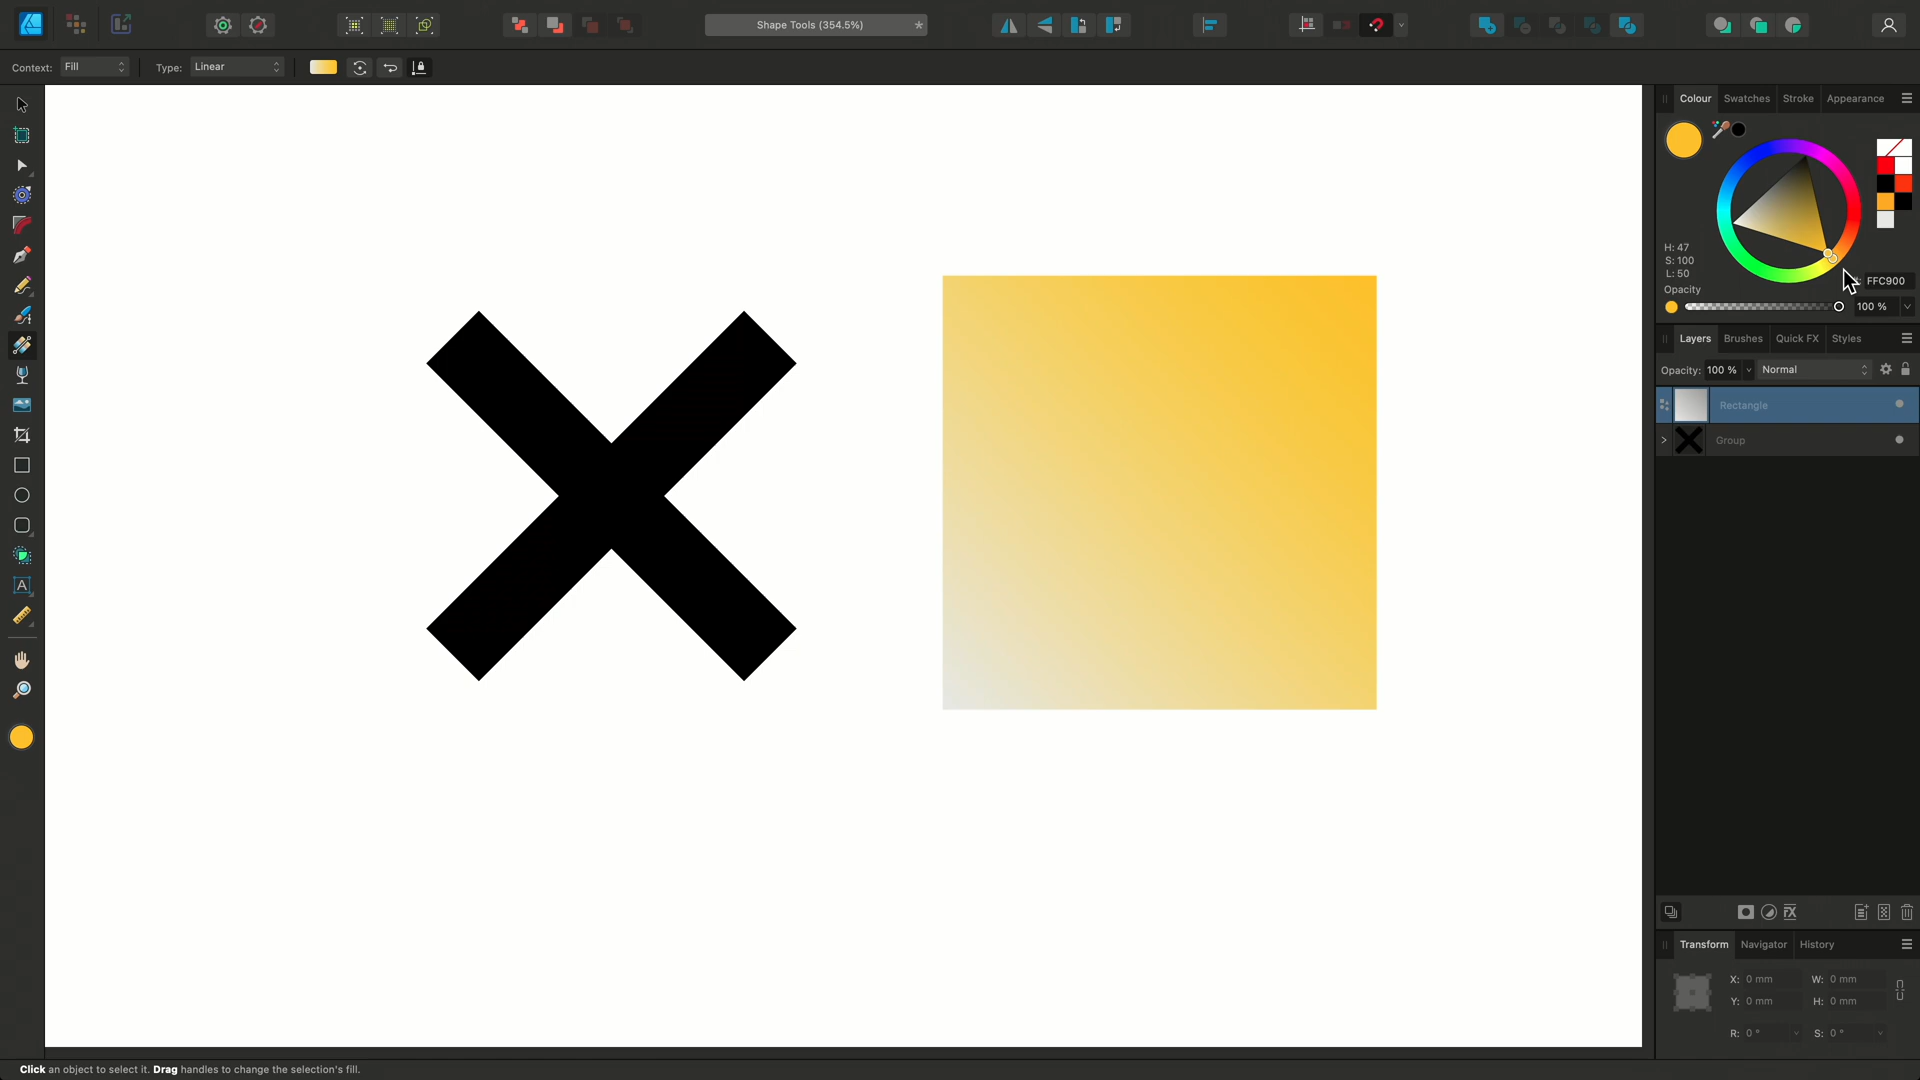 Shape Tools (354.5%) *
Context: Fill Type: Linear
Colour Swatches Stroke Appearance
H: 47
S: 100
L: 50
FFC900
Opacity
100 %
Layers Brushes Quick FX Styles
Opacity: 100 % Normal
Rectangle
Group
FX
A
Transform Navigator History
X: 0 mm W: 0 mm
Y: 0 mm H: 0 mm
R: 0 ° S: 0 °
Click an object to select it. Drag handles to change the selection's fill.